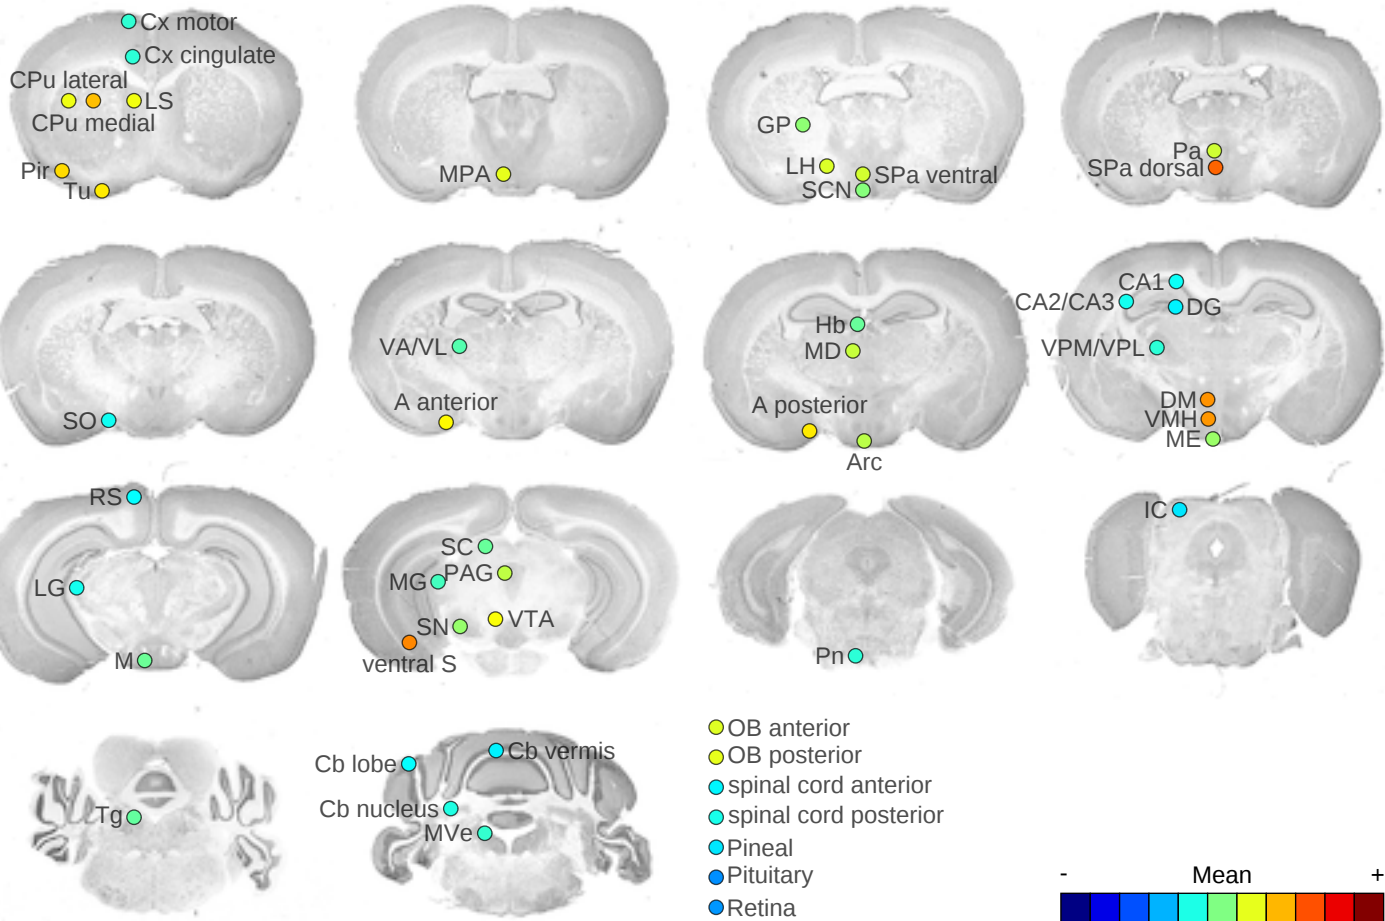 Cx motor
Cx cingulate
CPu lateral
LS
CPu medial
Pir
Tu
MPA
GP
LH
SPa ventral
SCN
Pa
SPa dorsal
SO
VA/VL
A anterior
Hb
MD
A posterior
Arc
CA1
CA2/CA3
DG
VPM/VPL
DM
VMH
ME
RS
LG
M
SC
MG
PAG
SN
VTA
ventral S
Pn
IC
Tg
Cb lobe
Cb vermis
Cb nucleus
MVe
OB anterior
OB posterior
spinal cord anterior
spinal cord posterior
Pineal
Pituitary
Retina
- Mean +